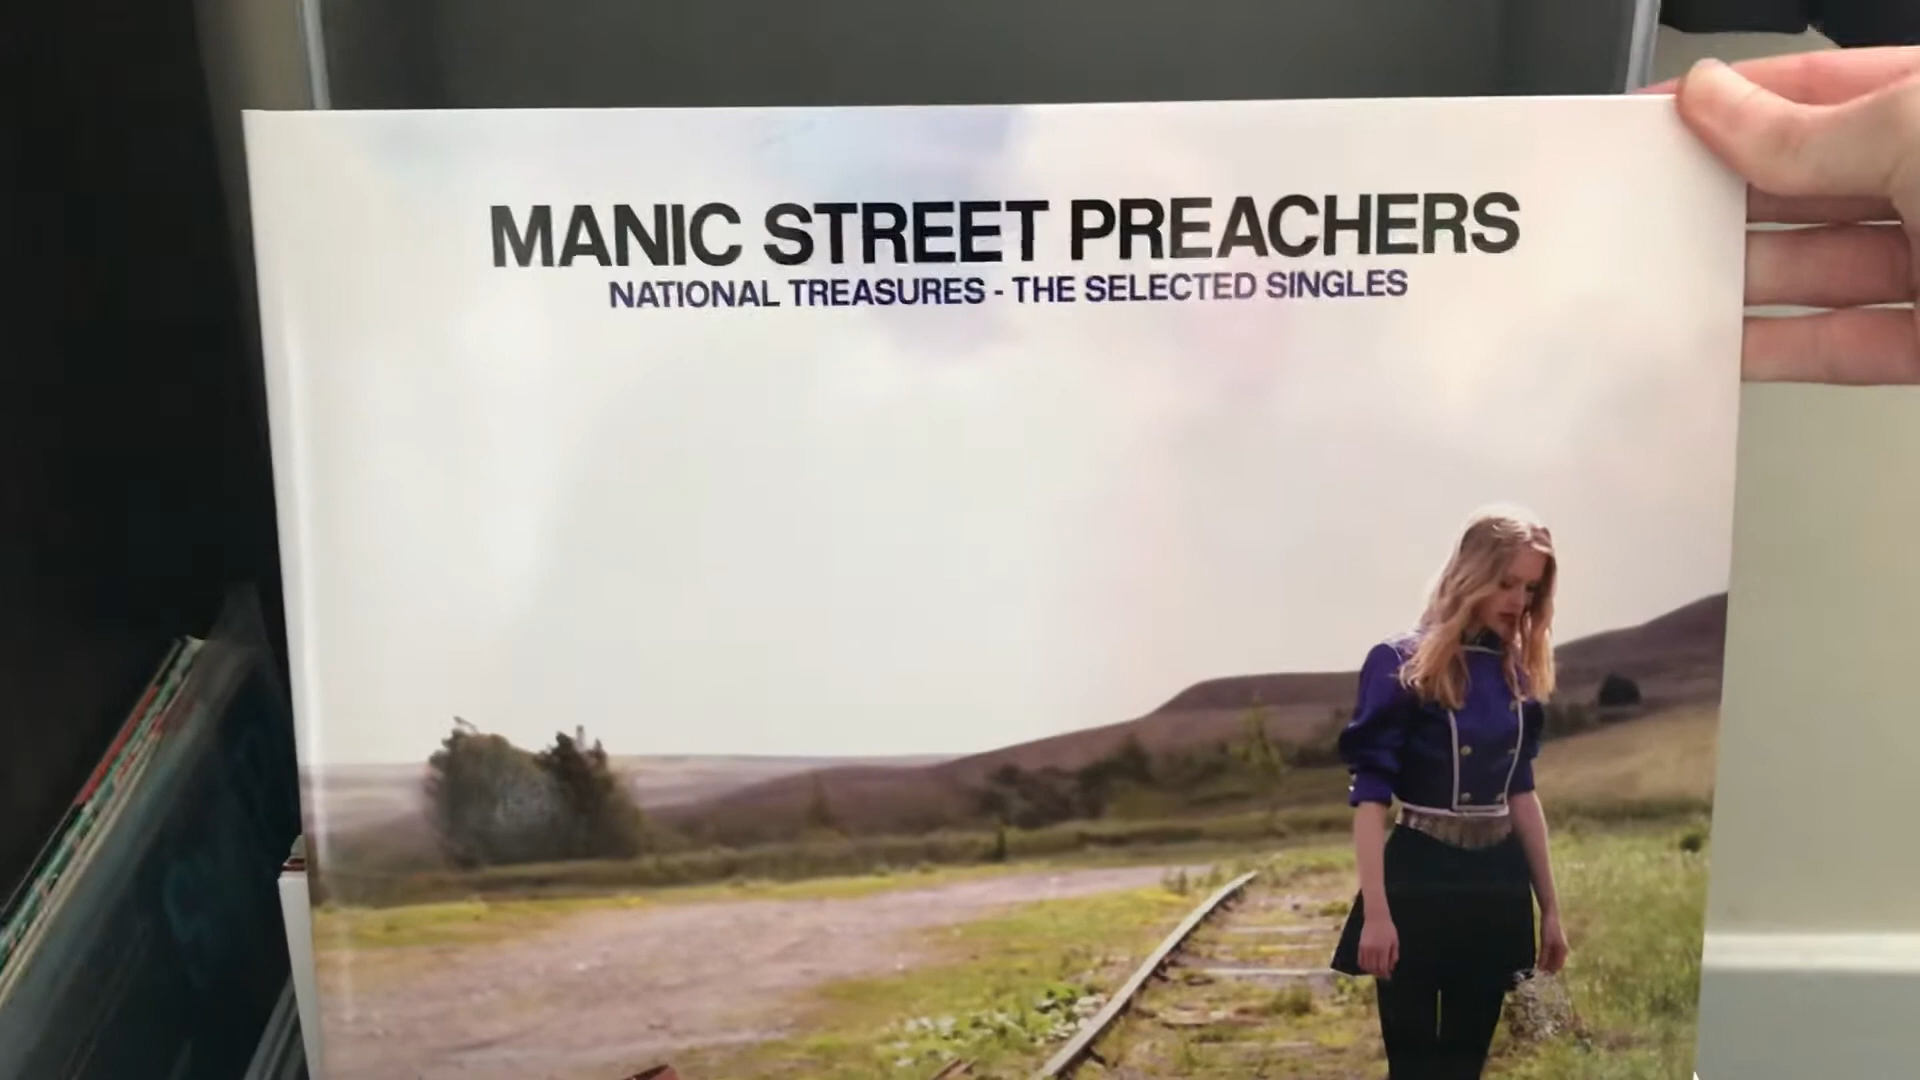 MANIC STREET PREACHERS
NATIONAL TREASURES - THE SELECTED SINGLES